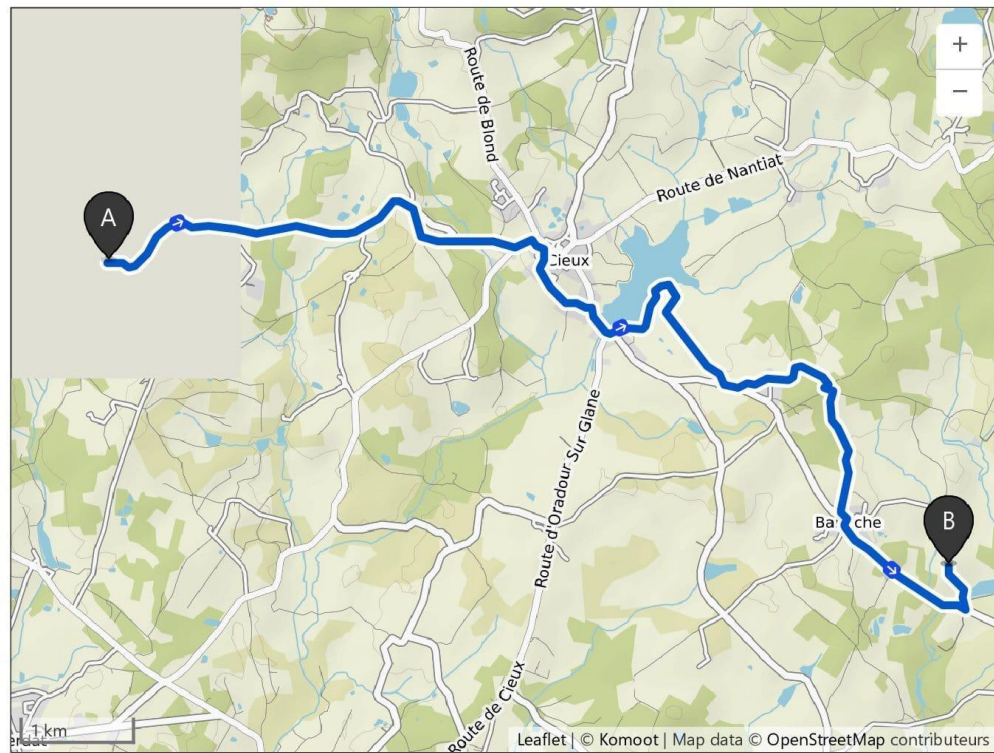 +
−
Route de Blond
Route de Nantiat
A
Cieux
Route d'Oradour Sur Glane
B
Route de Cieux
1 km
Leaflet | © Komoot | Map data © OpenStreetMap contributeurs